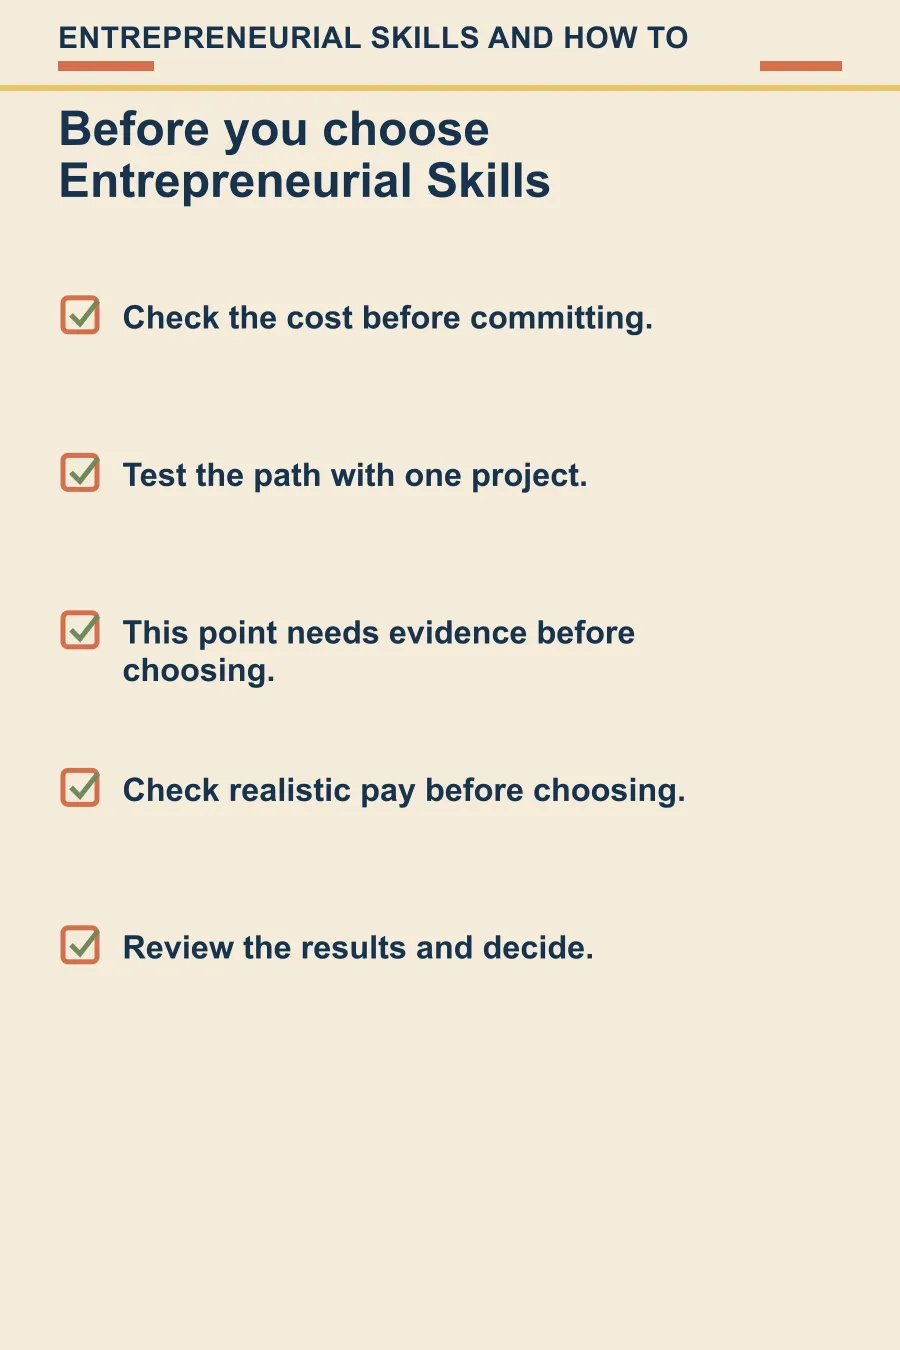 ENTREPRENEURIAL SKILLS AND HOW TO
Before you choose
Entrepreneurial Skills
Check the cost before committing.
Test the path with one project.
This point needs evidence before
choosing.
Check realistic pay before choosing.
Review the results and decide.